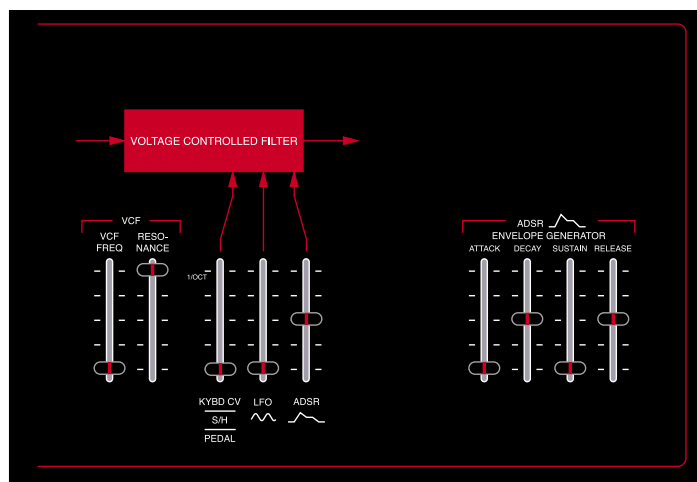 VOLTAGE CONTROLLED FILTER
VCF
VCF
FREQ
RESO-
NANCE
1/OCT
KYBD CV
S/H
PEDAL
LFO
ADSR
ADSR
ENVELOPE GENERATOR
ATTACK DECAY SUSTAIN RELEASE